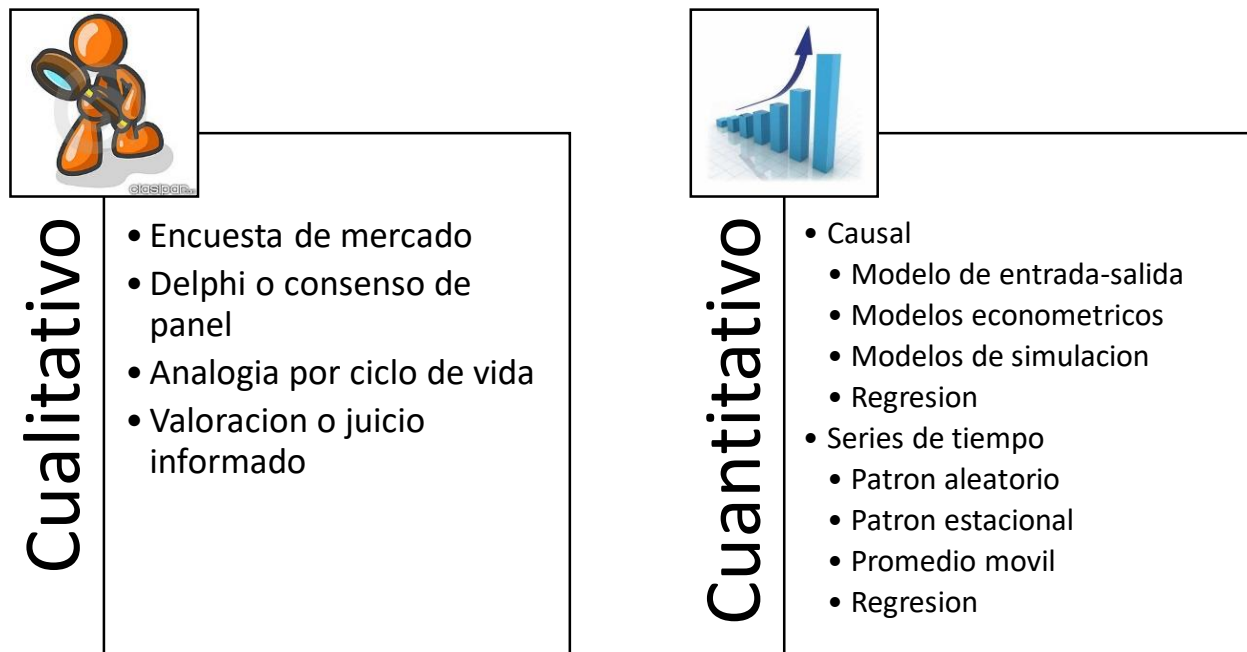 Cualitativo
• Encuesta de mercado
• Delphi o consenso de
panel
• Analogia por ciclo de vida
• Valoracion o juicio
informado
Cuantitativo
• Causal
• Modelo de entrada-salida
• Modelos econometricos
• Modelos de simulacion
• Regresion
• Series de tiempo
• Patron aleatorio
• Patron estacional
• Promedio movil
• Regresion